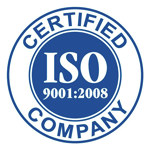 CERTIFIED
ISO
9001:2008
COMPANY